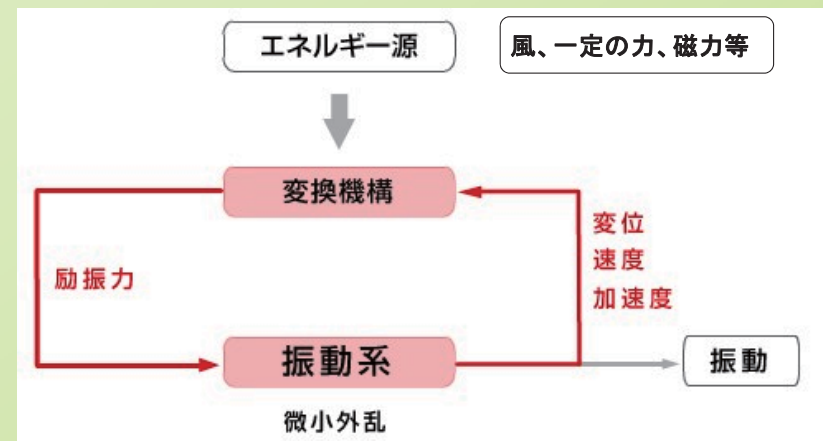 エネルギー源
風、一定の力、磁力等
変換機構
励振力
変位
速度
加速度
振動系
振動
微小外乱